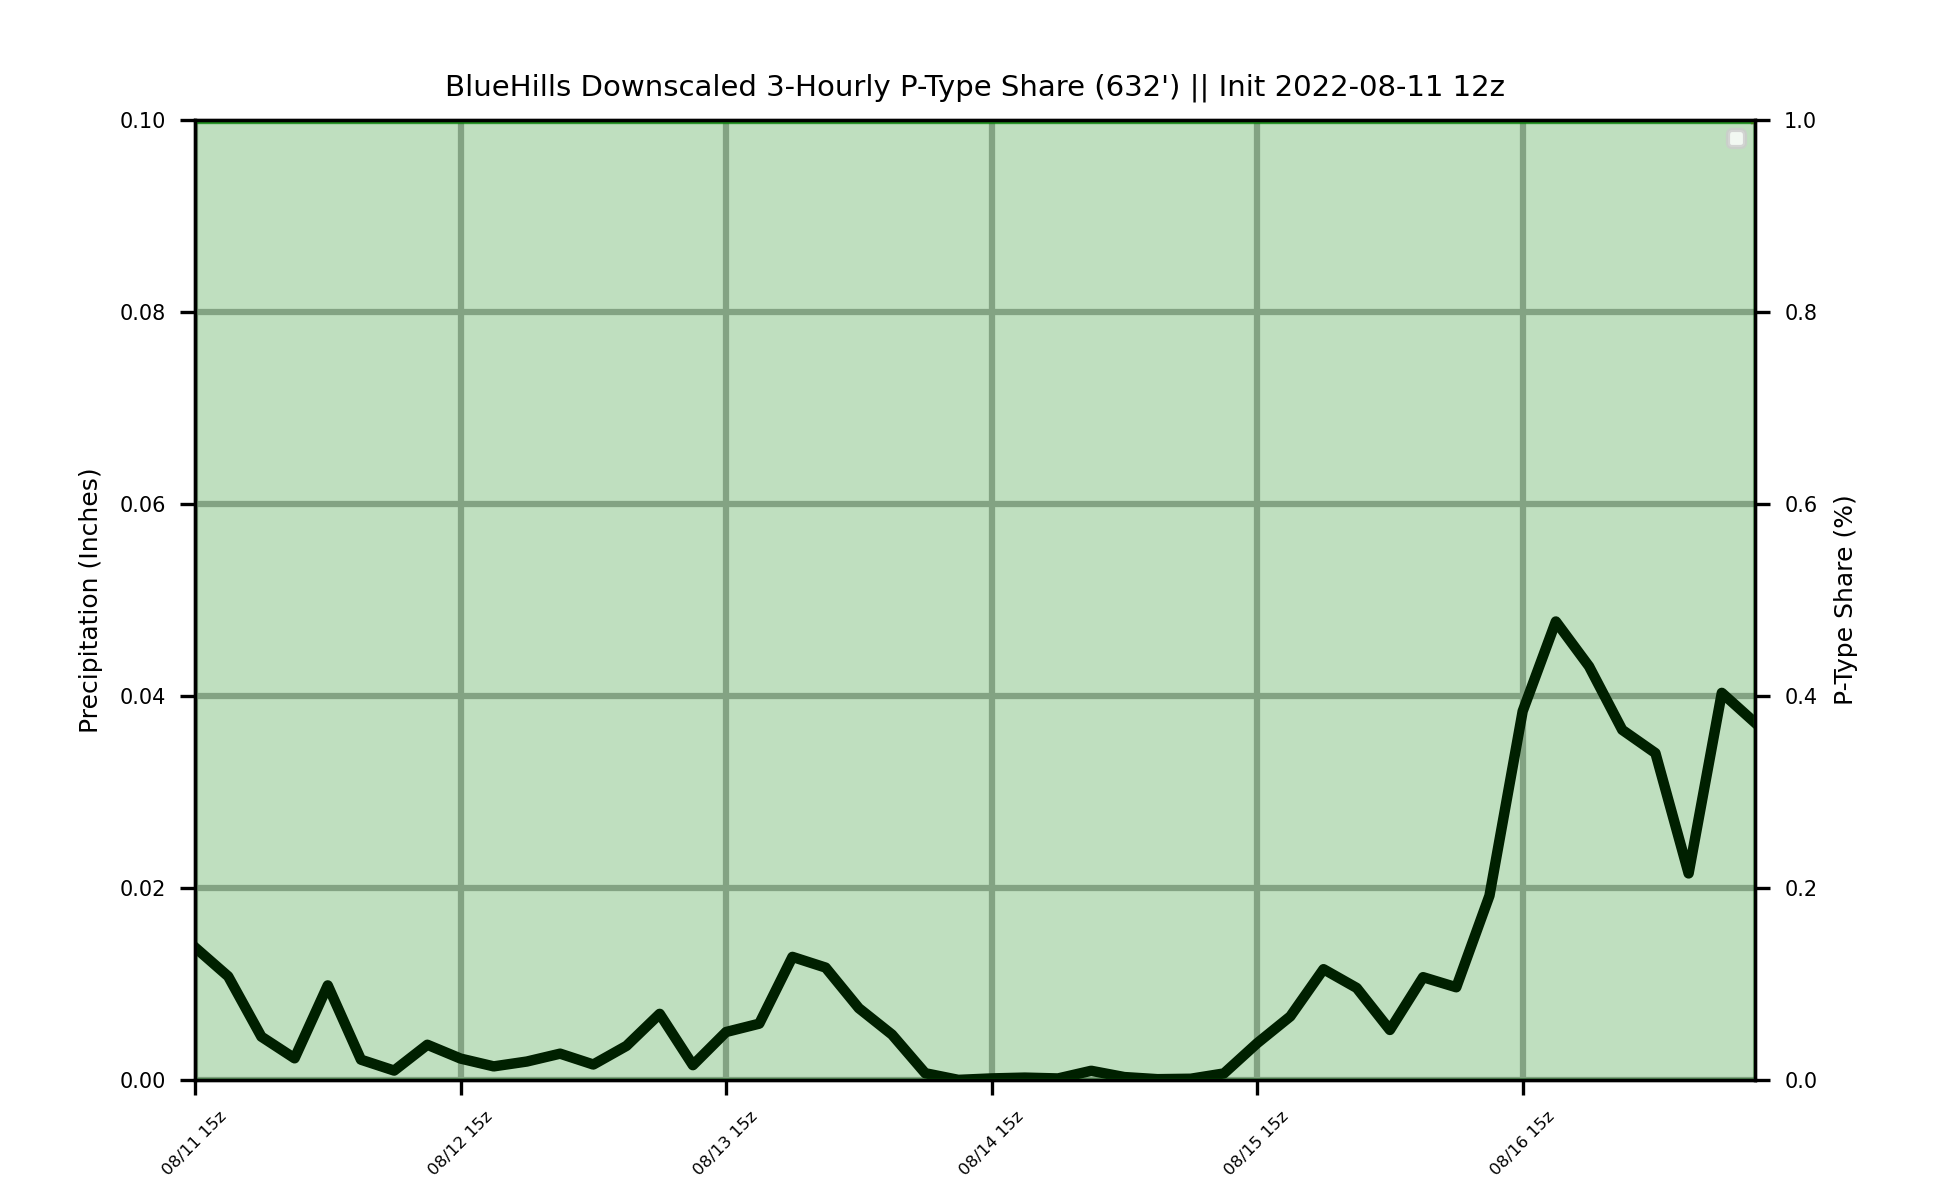 BlueHills Downscaled 3-Hourly P-Type Share (632') || Init 2022-08-11 12z
0.10
0.08
0.06
0.04
0.02
0.00
Precipitation (Inches)
1.0
0.8
0.6
0.4
0.2
0.0
P-Type Share (%)
08/11 15z
08/12 15z
08/13 15z
08/14 15z
08/15 15z
08/16 15z